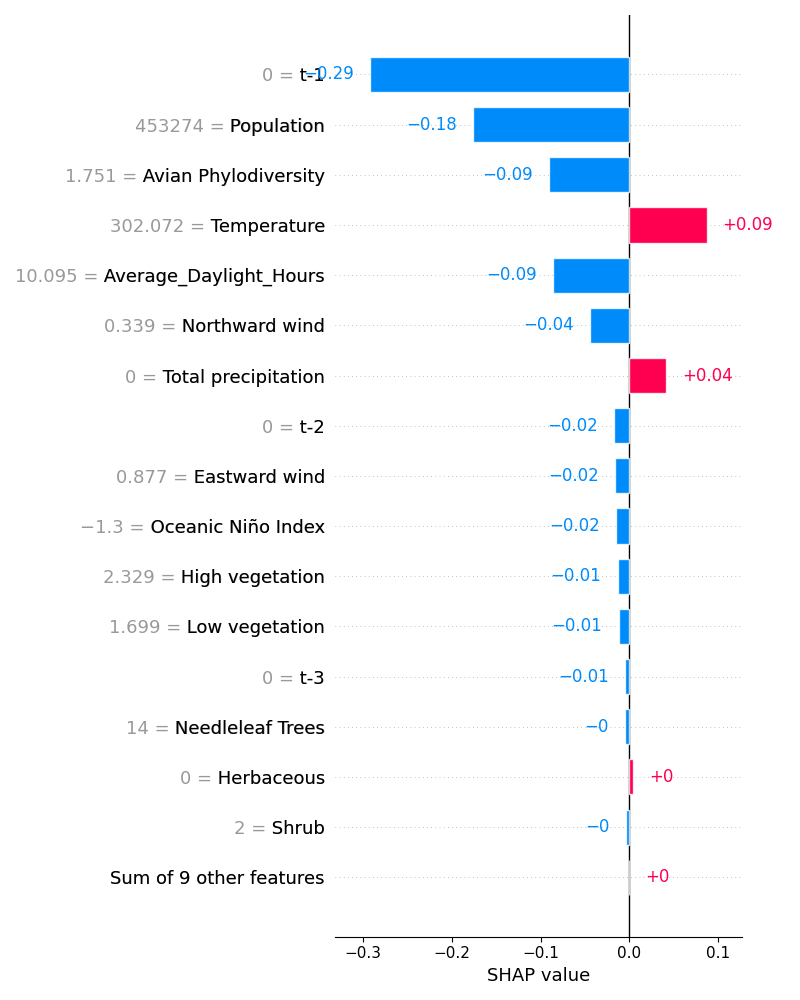 0 = t-1 −0.29
453274 = Population −0.18
1.751 = Avian Phylodiversity −0.09
302.072 = Temperature +0.09
10.095 = Average_Daylight_Hours −0.09
0.339 = Northward wind −0.04
0 = Total precipitation +0.04
0 = t-2 −0.02
0.877 = Eastward wind −0.02
−1.3 = Oceanic Niño Index −0.02
2.329 = High vegetation −0.01
1.699 = Low vegetation −0.01
0 = t-3 −0.01
14 = Needleleaf Trees −0
0 = Herbaceous +0
2 = Shrub −0
Sum of 9 other features +0
−0.3 −0.2 −0.1 0.0 0.1
SHAP value